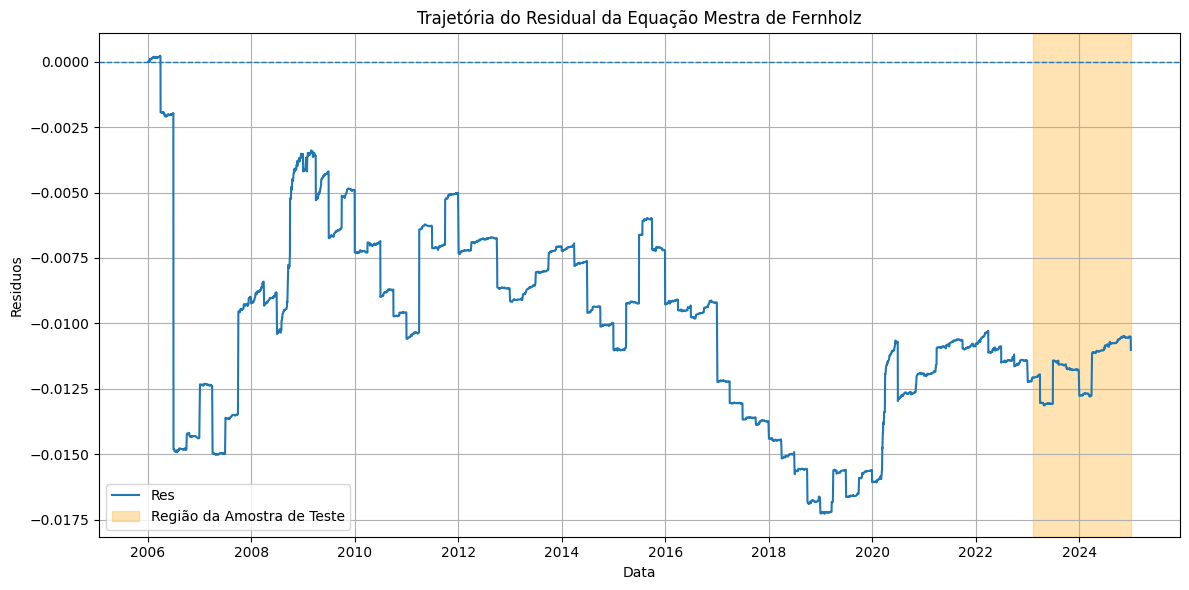 Trajetória do Residual da Equação Mestra de Fernholz
0.0000
−0.0025
−0.0050
−0.0075
−0.0100
−0.0125
−0.0150
−0.0175
Residuos
Res
Região da Amostra de Teste
2006 2008 2010 2012 2014 2016 2018 2020 2022 2024
Data